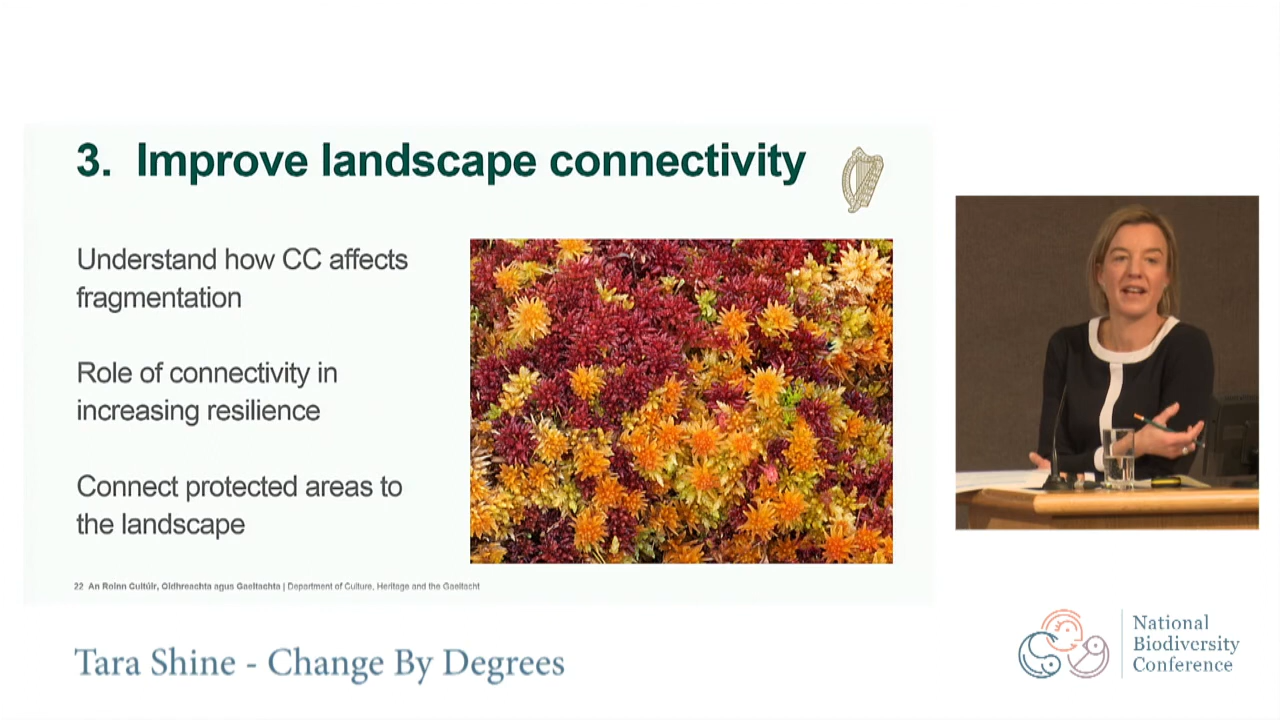 3. Improve landscape connectivity
Understand how CC affects
fragmentation
Role of connectivity in
increasing resilience
Connect protected areas to
the landscape
22 An Roinn Cultúir, Oidhreachta agus Gaeltachta | Department of Culture, Heritage and the Gaeltacht
Tara Shine - Change By Degrees
National
Biodiversity
Conference